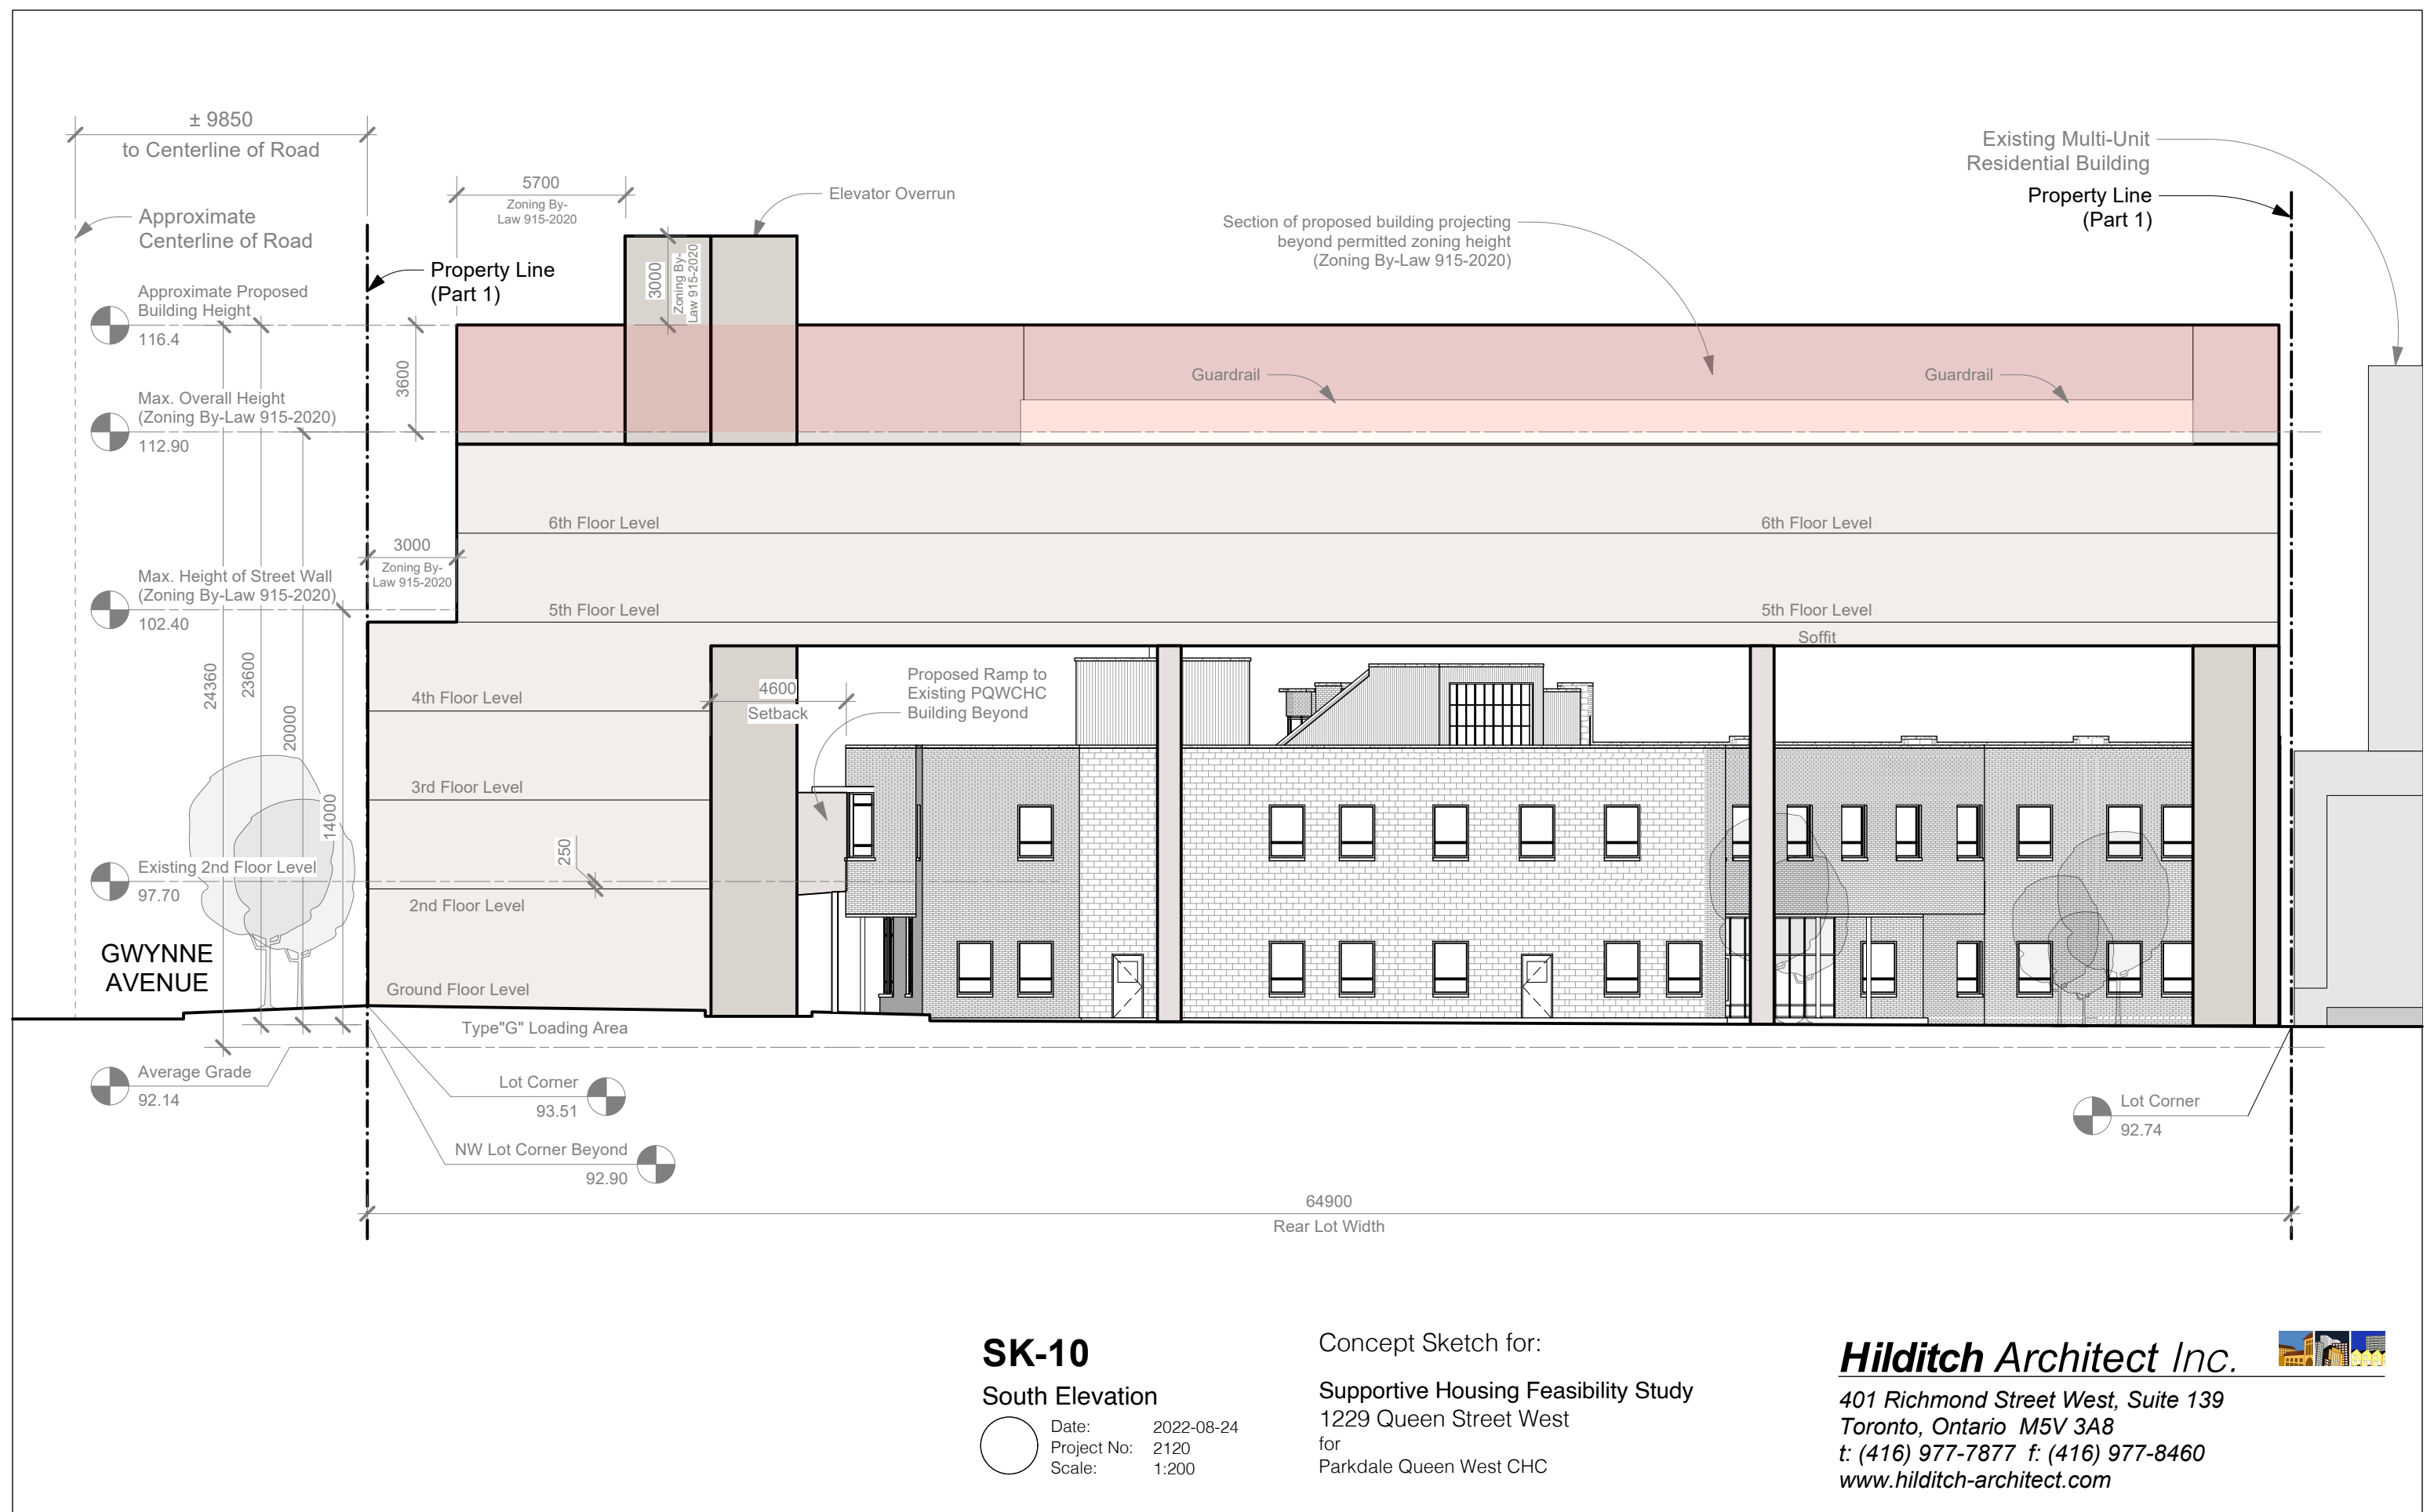 ± 9850
to Centerline of Road
Approximate
Centerline of Road
5700
Zoning By-
Law 915-2020
Elevator Overrun
3000
Zoning By-
Law 915-2020
Section of proposed building projecting
beyond permitted zoning height
(Zoning By-Law 915-2020)
Existing Multi-Unit
Residential Building
Property Line
(Part 1)
Property Line
(Part 1)
Approximate Proposed
Building Height
116.4
3600
Guardrail
Guardrail
Max. Overall Height
(Zoning By-Law 915-2020)
112.90
6th Floor Level
6th Floor Level
3000
Zoning By-
Law 915-2020
Max. Height of Street Wall
(Zoning By-Law 915-2020)
102.40
5th Floor Level
5th Floor Level
Soffit
24360
23600
20000
14000
4th Floor Level
4600
Setback
Proposed Ramp to
Existing PQWCHC
Building Beyond
3rd Floor Level
250
Existing 2nd Floor Level
97.70
2nd Floor Level
GWYNNE
AVENUE
Ground Floor Level
Type"G" Loading Area
Average Grade
92.14
Lot Corner
93.51
NW Lot Corner Beyond
92.90
Lot Corner
92.74
64900
Rear Lot Width
SK-10
South Elevation
Date: 2022-08-24
Project No: 2120
Scale: 1:200
Concept Sketch for:
Supportive Housing Feasibility Study
1229 Queen Street West
for
Parkdale Queen West CHC
Hilditch Architect Inc.
401 Richmond Street West, Suite 139
Toronto, Ontario M5V 3A8
t: (416) 977-7877 f: (416) 977-8460
www.hilditch-architect.com